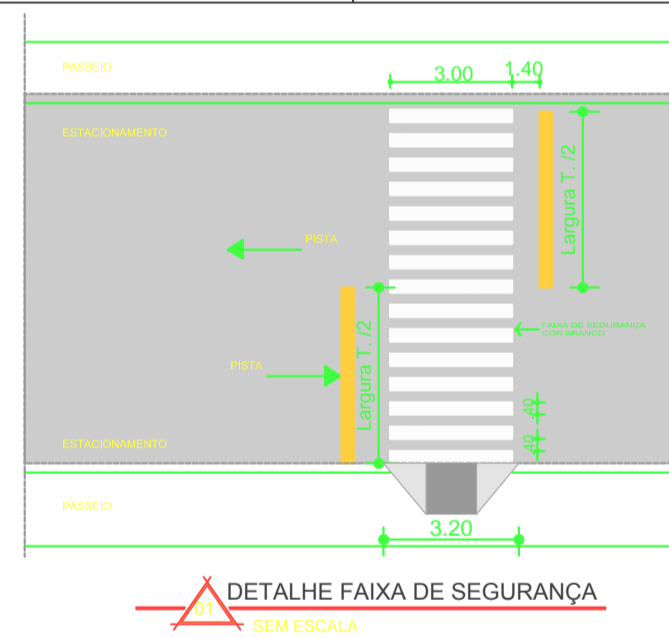 PASSEIO
3.00
1.40
ESTACIONAMENTO
Largura T. /2
PISTA
FAIXA DE SEGURANÇA
COR BRANCO
Largura T. /2
PISTA
.40
.40
ESTACIONAMENTO
PASSEIO
3.20
01
DETALHE FAIXA DE SEGURANÇA
SEM ESCALA